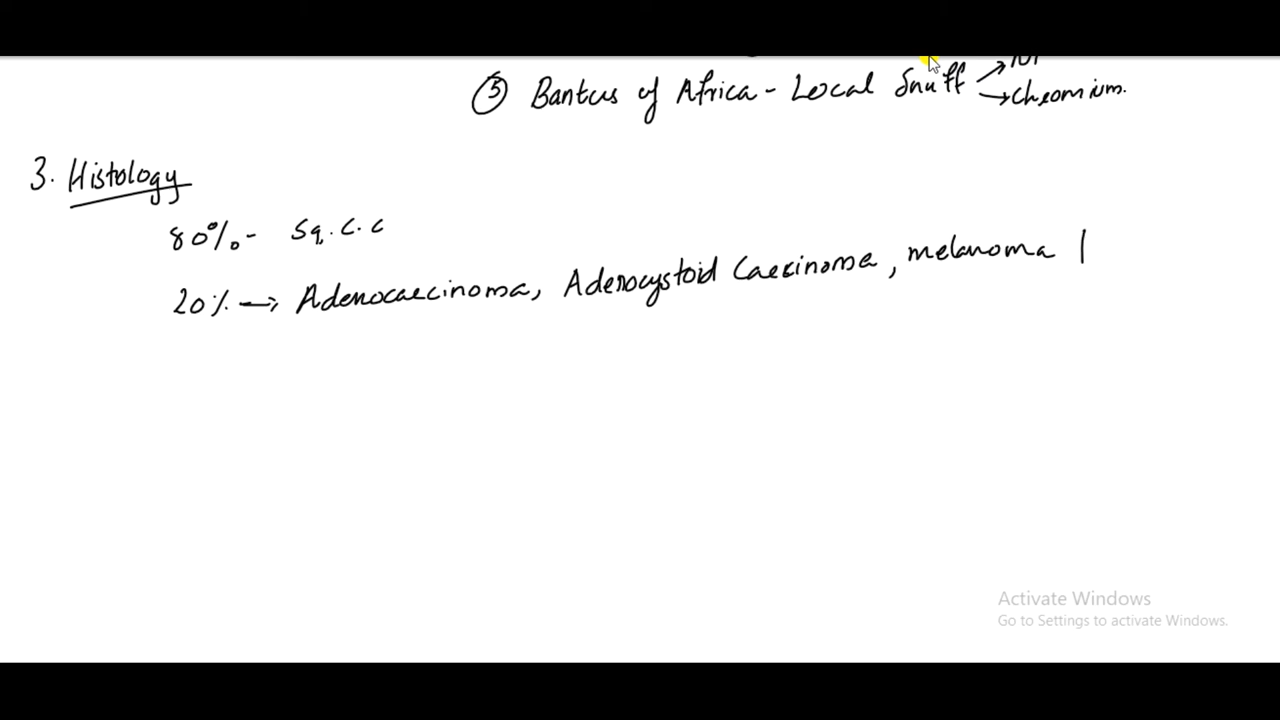 ⑤ Bantus of Africa - Local Snuff → chromium.
3. Histology
80% - Sq. C. C
20% → Adenocarcinoma, Adenocystoid Carcinoma, melanoma
Activate Windows
Go to Settings to activate Windows.